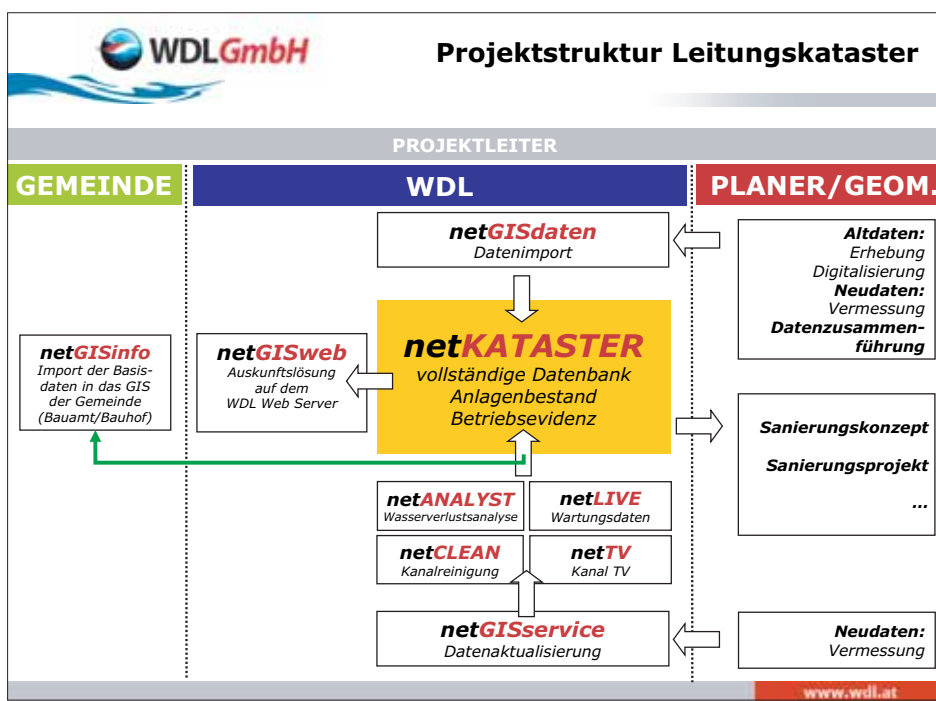 WDLGmbH
Projektstruktur Leitungskataster
PROJEKTLEITER
GEMEINDE
WDL
PLANER/GEOM.
netGISdaten
Datenimport
Altdaten:
Erhebung
Digitalisierung
Neudaten:
Vermessung
Datenzusammen-
führung
netGISinfo
Import der Basis-
daten in das GIS
der Gemeinde
(Bauamt/Bauhof)
netGISweb
Auskunftslösung
auf dem
WDL Web Server
netKATASTER
vollständige Datenbank
Anlagenbestand
Betriebsevidenz
Sanierungskonzept
Sanierungsprojekt
...
netANALYST
Wasserverlustsanalyse
netLIVE
Wartungsdaten
netCLEAN
Kanalreinigung
netTV
Kanal TV
netGISservice
Datenaktualisierung
Neudaten:
Vermessung
www.wdl.at